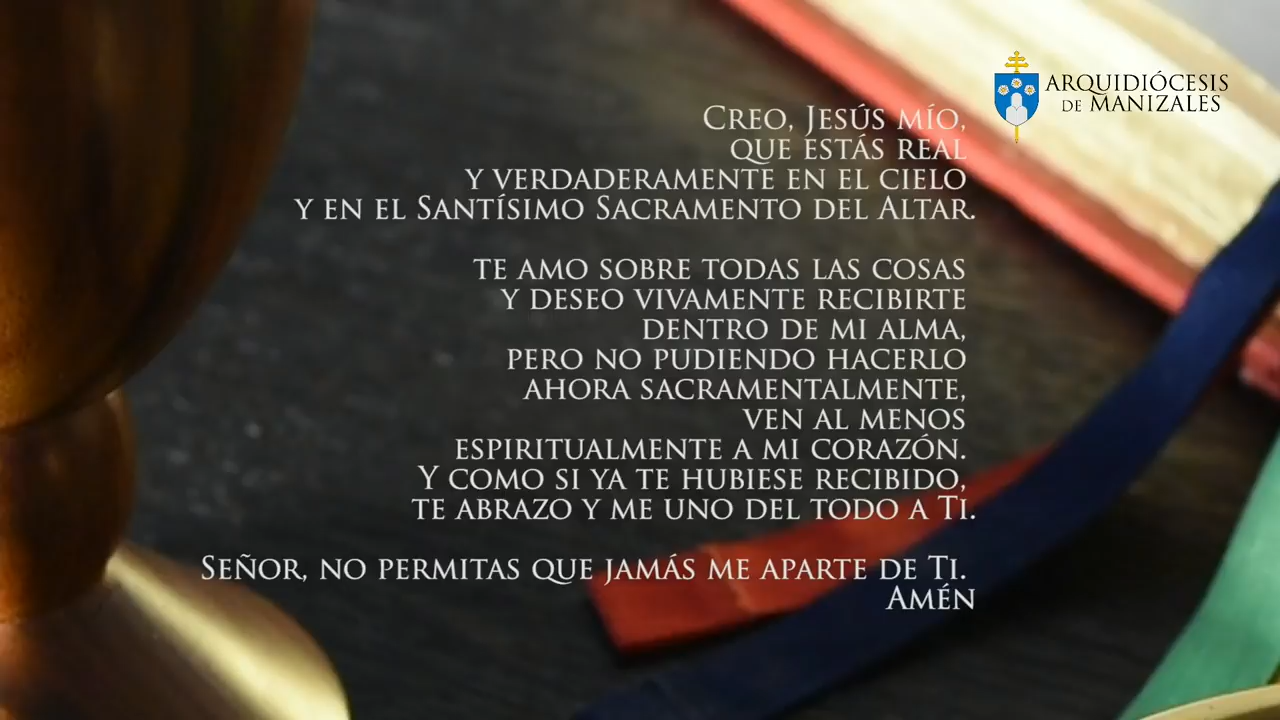 ARQUIDIÓCESIS
DE MANIZALES
CREO, JESÚS MÍO,
QUE ESTÁS REAL
Y VERDADERAMENTE EN EL CIELO
Y EN EL SANTÍSIMO SACRAMENTO DEL ALTAR.
TE AMO SOBRE TODAS LAS COSAS
Y DESEO VIVAMENTE RECIBIRTE
DENTRO DE MI ALMA,
PERO NO PUDIENDO HACERLO
AHORA SACRAMENTALMENTE,
VEN AL MENOS
ESPIRITUALMENTE A MI CORAZÓN.
Y COMO SI YA TE HUBIESE RECIBIDO,
TE ABRAZO Y ME UNO DEL TODO A TI.
SEÑOR, NO PERMITAS QUE JAMÁS ME APARTE DE TI.
AMÉN